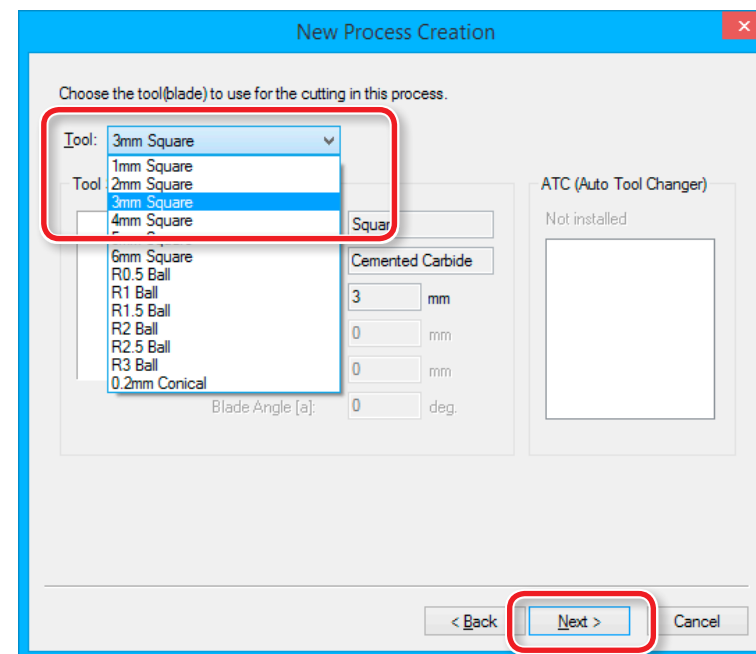 New Process Creation
Choose the tool(blade) to use for the cutting in this process.
Tool: 3mm Square
1mm Square
Tool
2mm Square
ATC (Auto Tool Changer)
3mm Square
4mm Square
Not installed
Square
6mm Square
Cemented Carbide
R0.5 Ball
R1 Ball
3 mm
R1.5 Ball
R2 Ball
0 mm
R2.5 Ball
R3 Ball
0 mm
0.2mm Conical
Blade Angle [a]: 0 deg.
< Back Next > Cancel